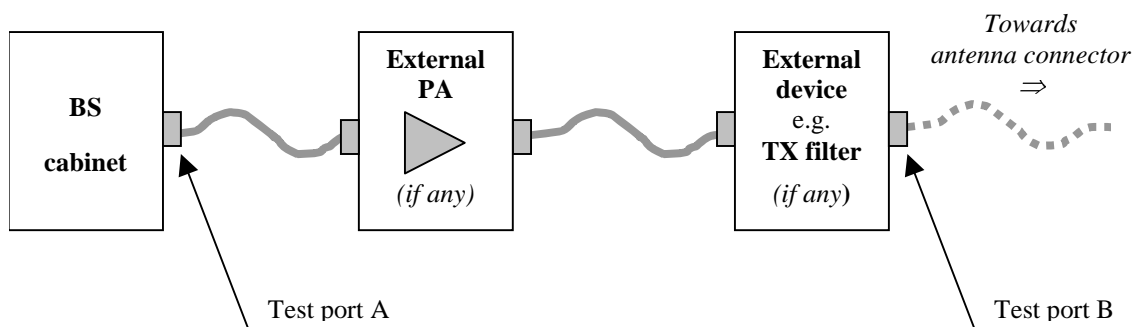 BS
cabinet
External
PA
(if any)
External
device
e.g.
TX filter
(if any)
Towards
antenna connector
⇒
Test port A
Test port B